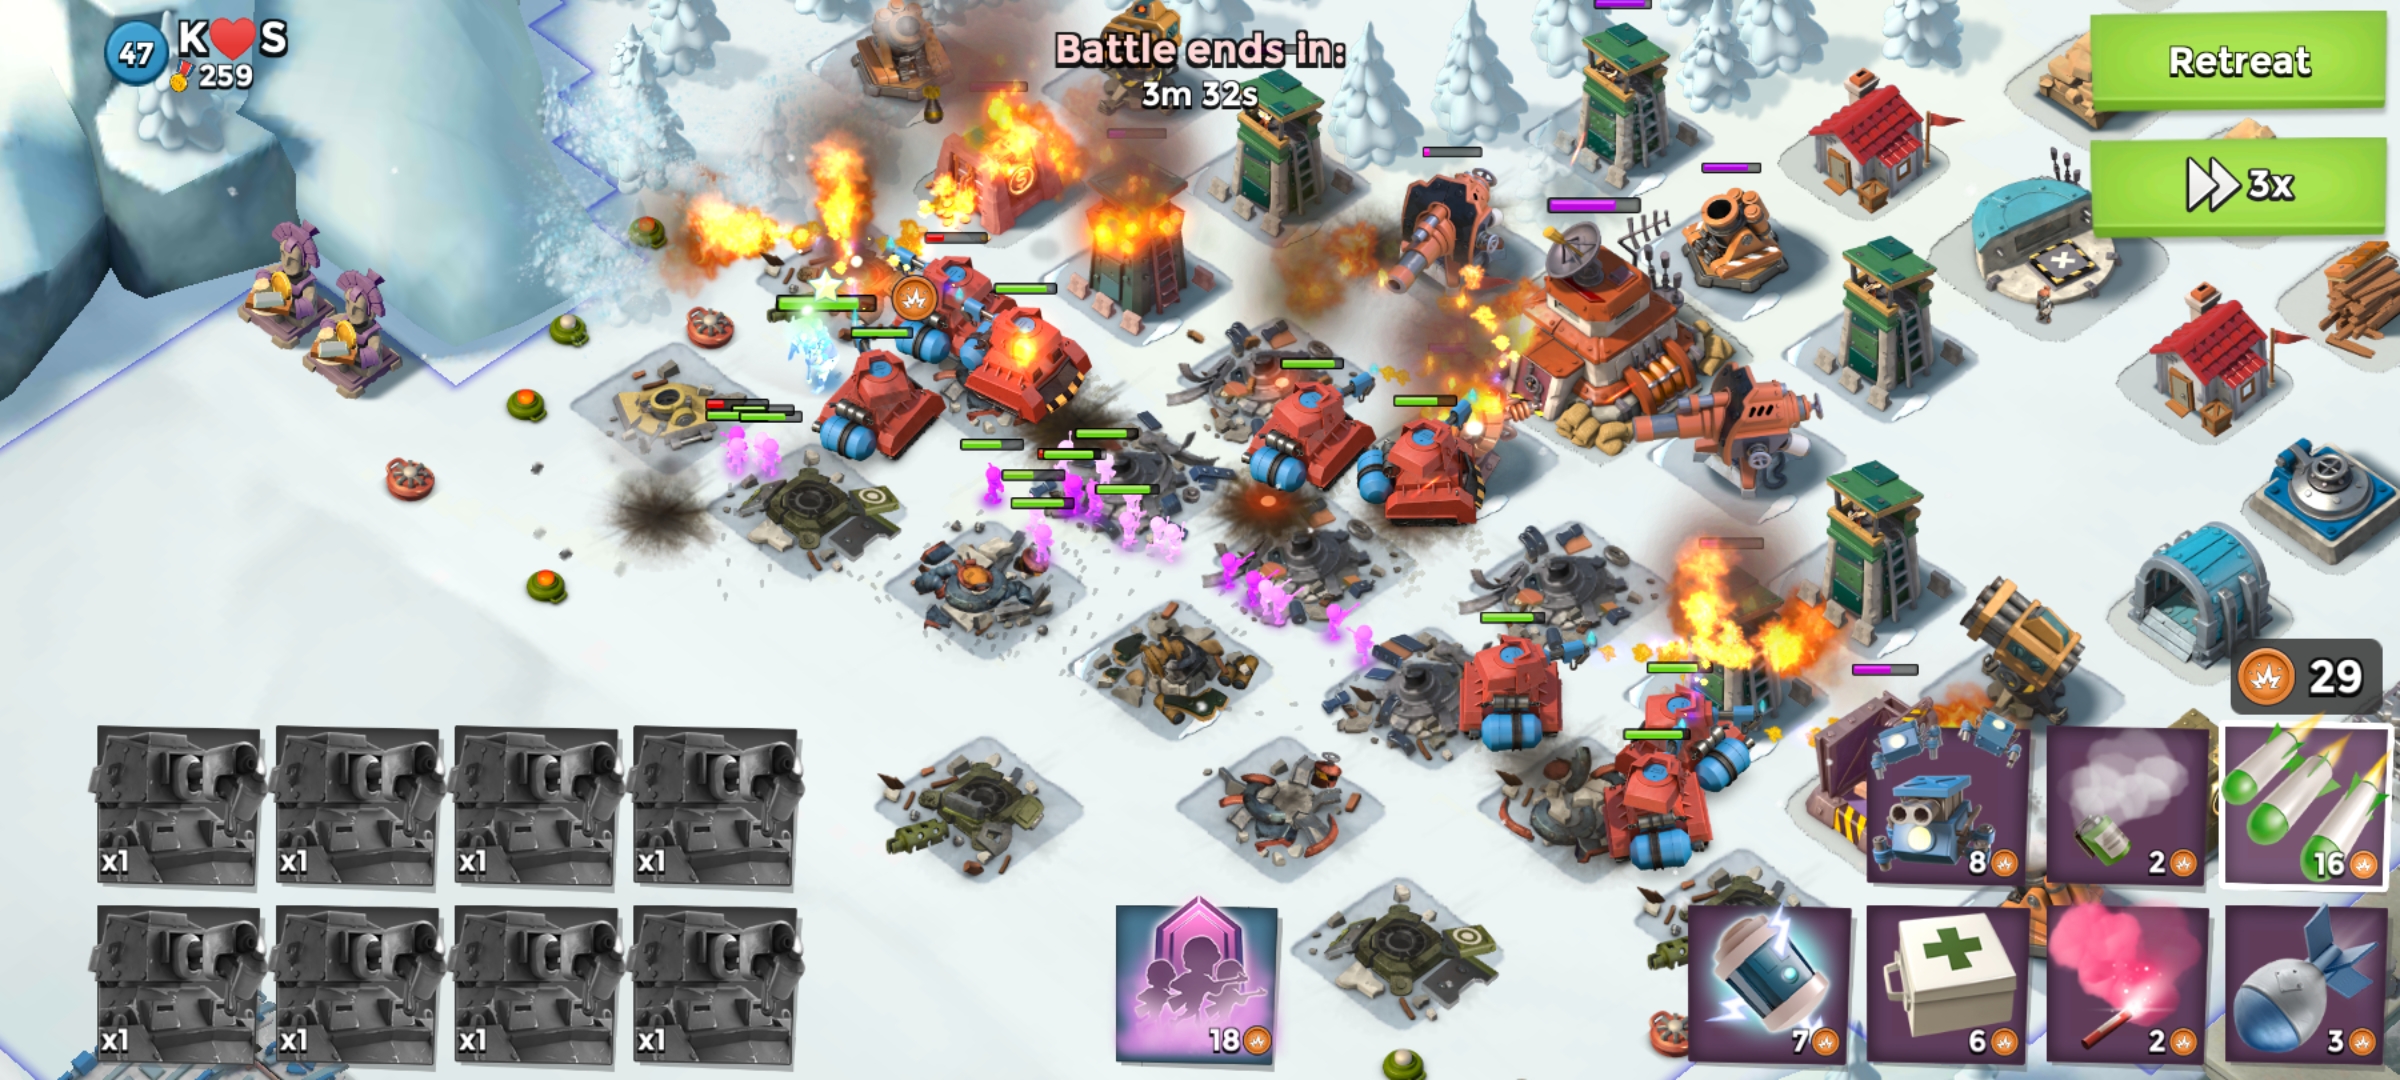 47
K❤️S
259
Battle ends in:
3m 32s
Retreat
3x
29
x1
x1
x1
x1
8
2
16
x1
x1
x1
x1
18
7
6
2
3